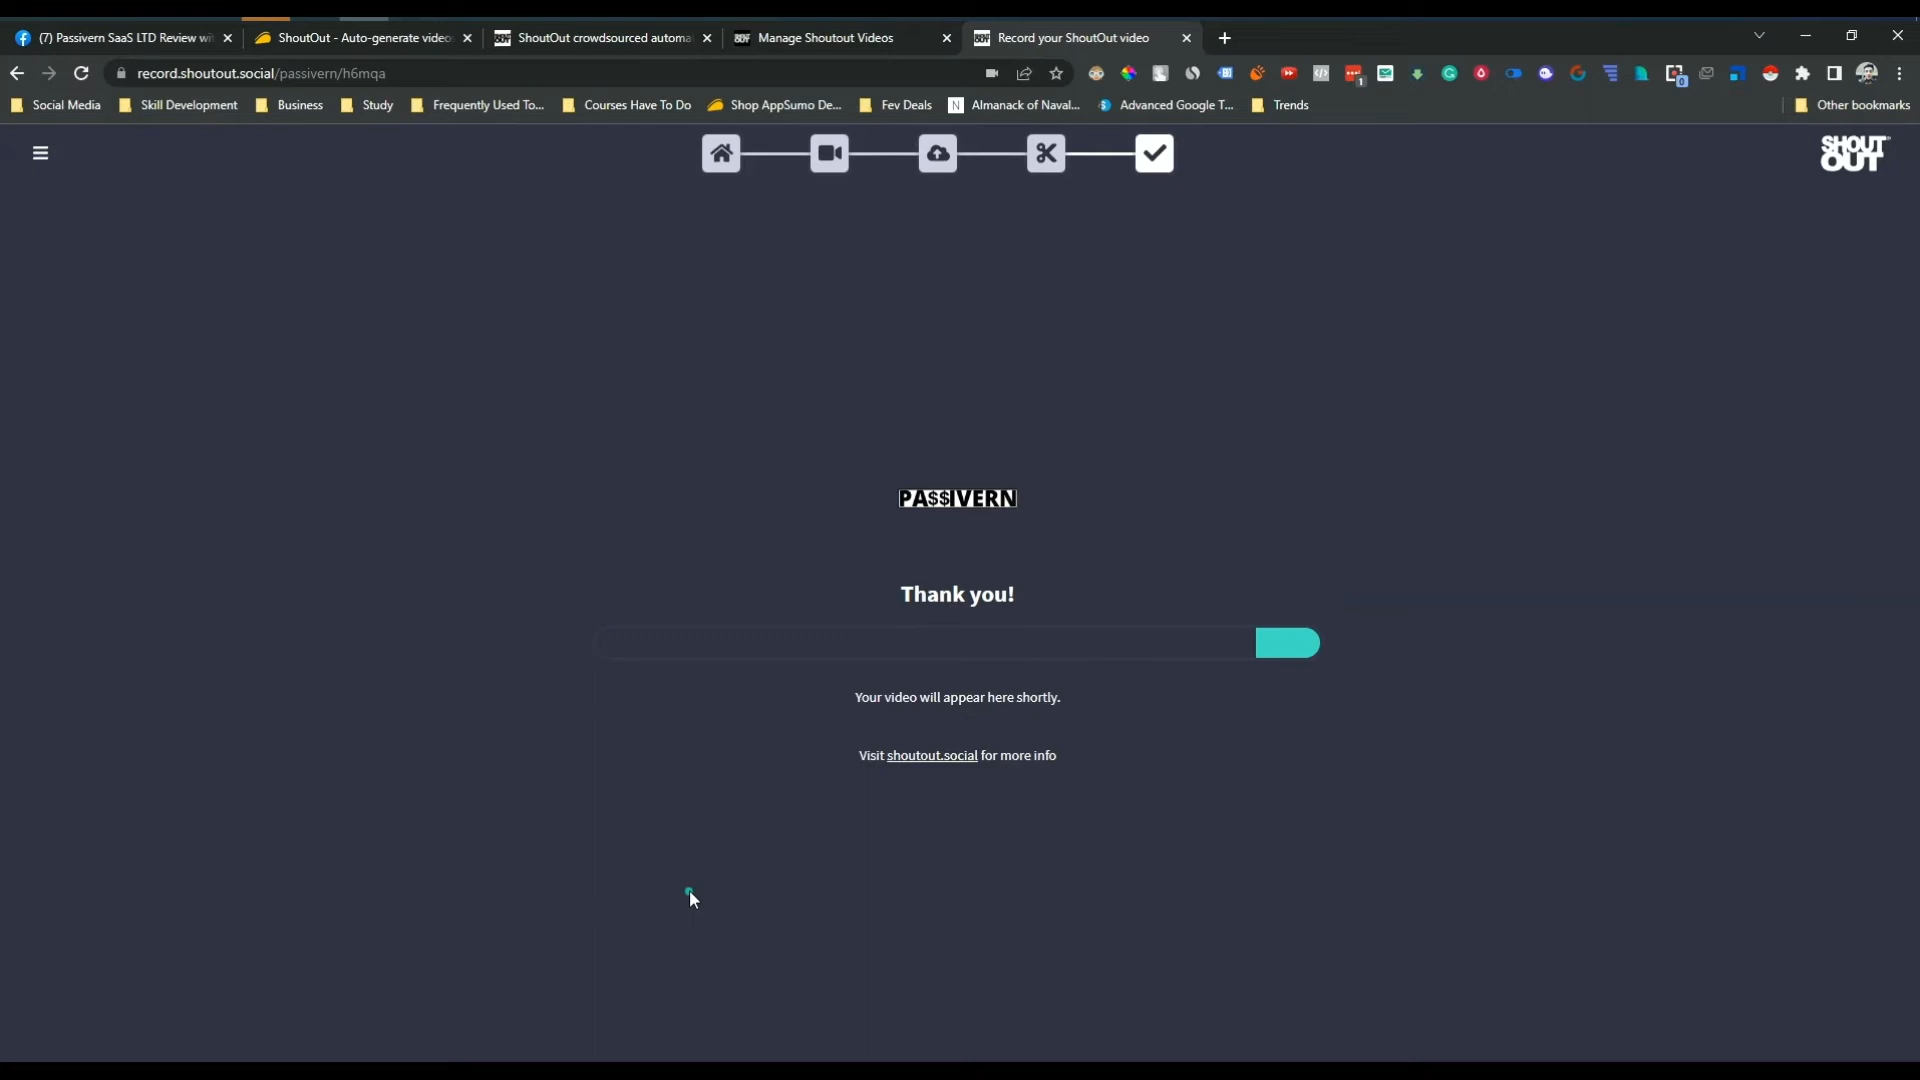 (7) Passivern SaaS LTD Review wi
ShoutOut - Auto-generate video
ShoutOut crowdsourced automa
Manage Shoutout Videos
Record your ShoutOut video
record.shoutout.social/passivern/h6mqa
Social Media
Skill Development
Business
Study
Frequently Used To...
Courses Have To Do
Shop AppSumo De...
Fev Deals
Almanack of Naval...
Advanced Google T...
Trends
Other bookmarks
SHOUT
OUT
PA$$IVERN
Thank you!
Your video will appear here shortly.
Visit shoutout.social for more info